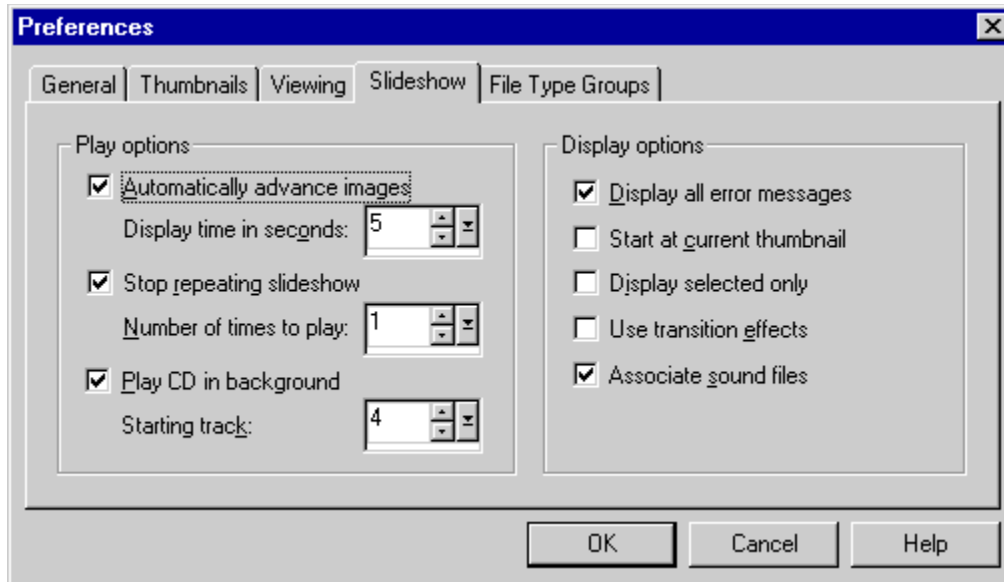 Preferences
General Thumbnails Viewing Slideshow File Type Groups
Play options
Automatically advance images
Display time in seconds: 5
Stop repeating slideshow
Number of times to play: 1
Play CD in background
Starting track: 4
Display options
Display all error messages
Start at current thumbnail
Display selected only
Use transition effects
Associate sound files
OK Cancel Help